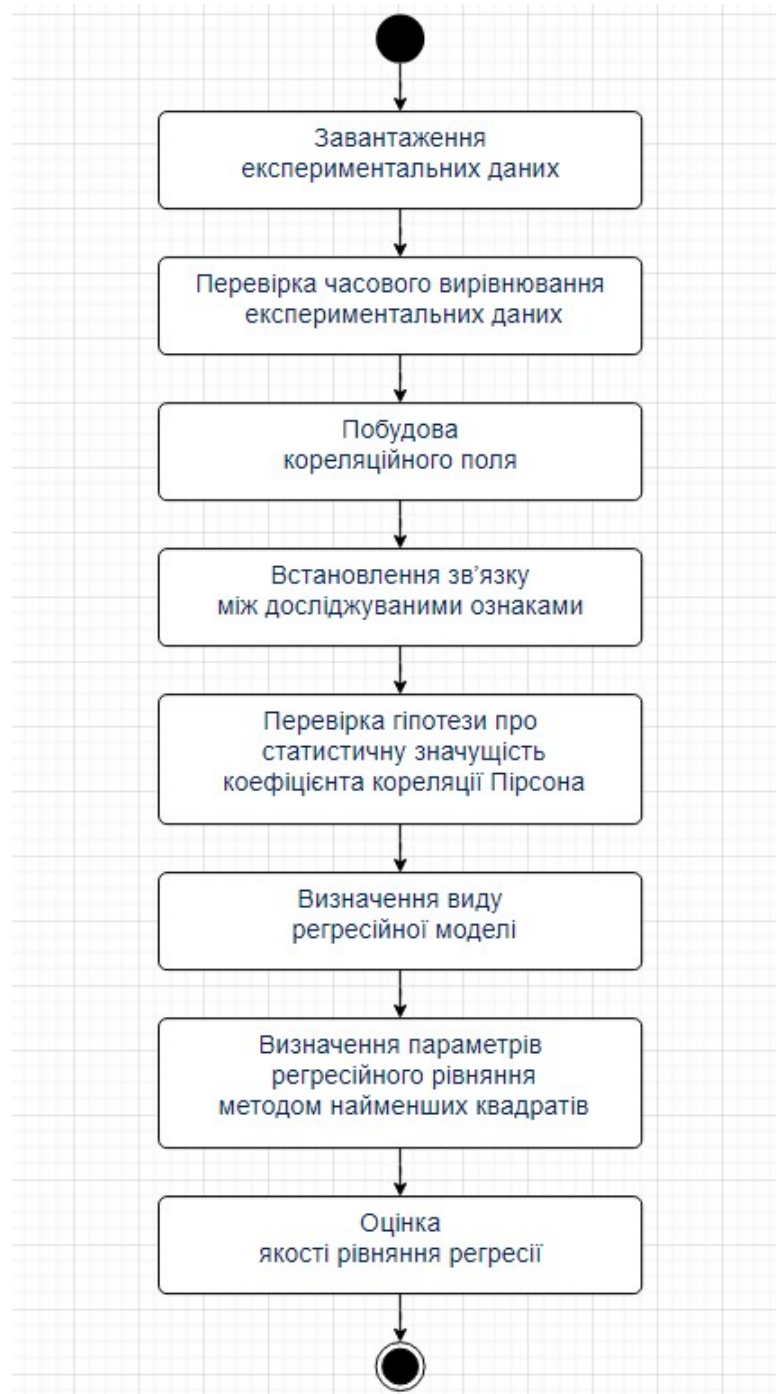 Завантаження
експериментальних даних
Перевірка часового вирівнювання
експериментальних даних
Побудова
кореляційного поля
Встановлення зв’язку
між досліджуваними ознаками
Перевірка гіпотези про
статистичну значущість
коефіцієнта кореляції Пірсона
Визначення виду
регресійної моделі
Визначення параметрів
регресійного рівняння
методом найменших квадратів
Оцінка
якості рівняння регресії